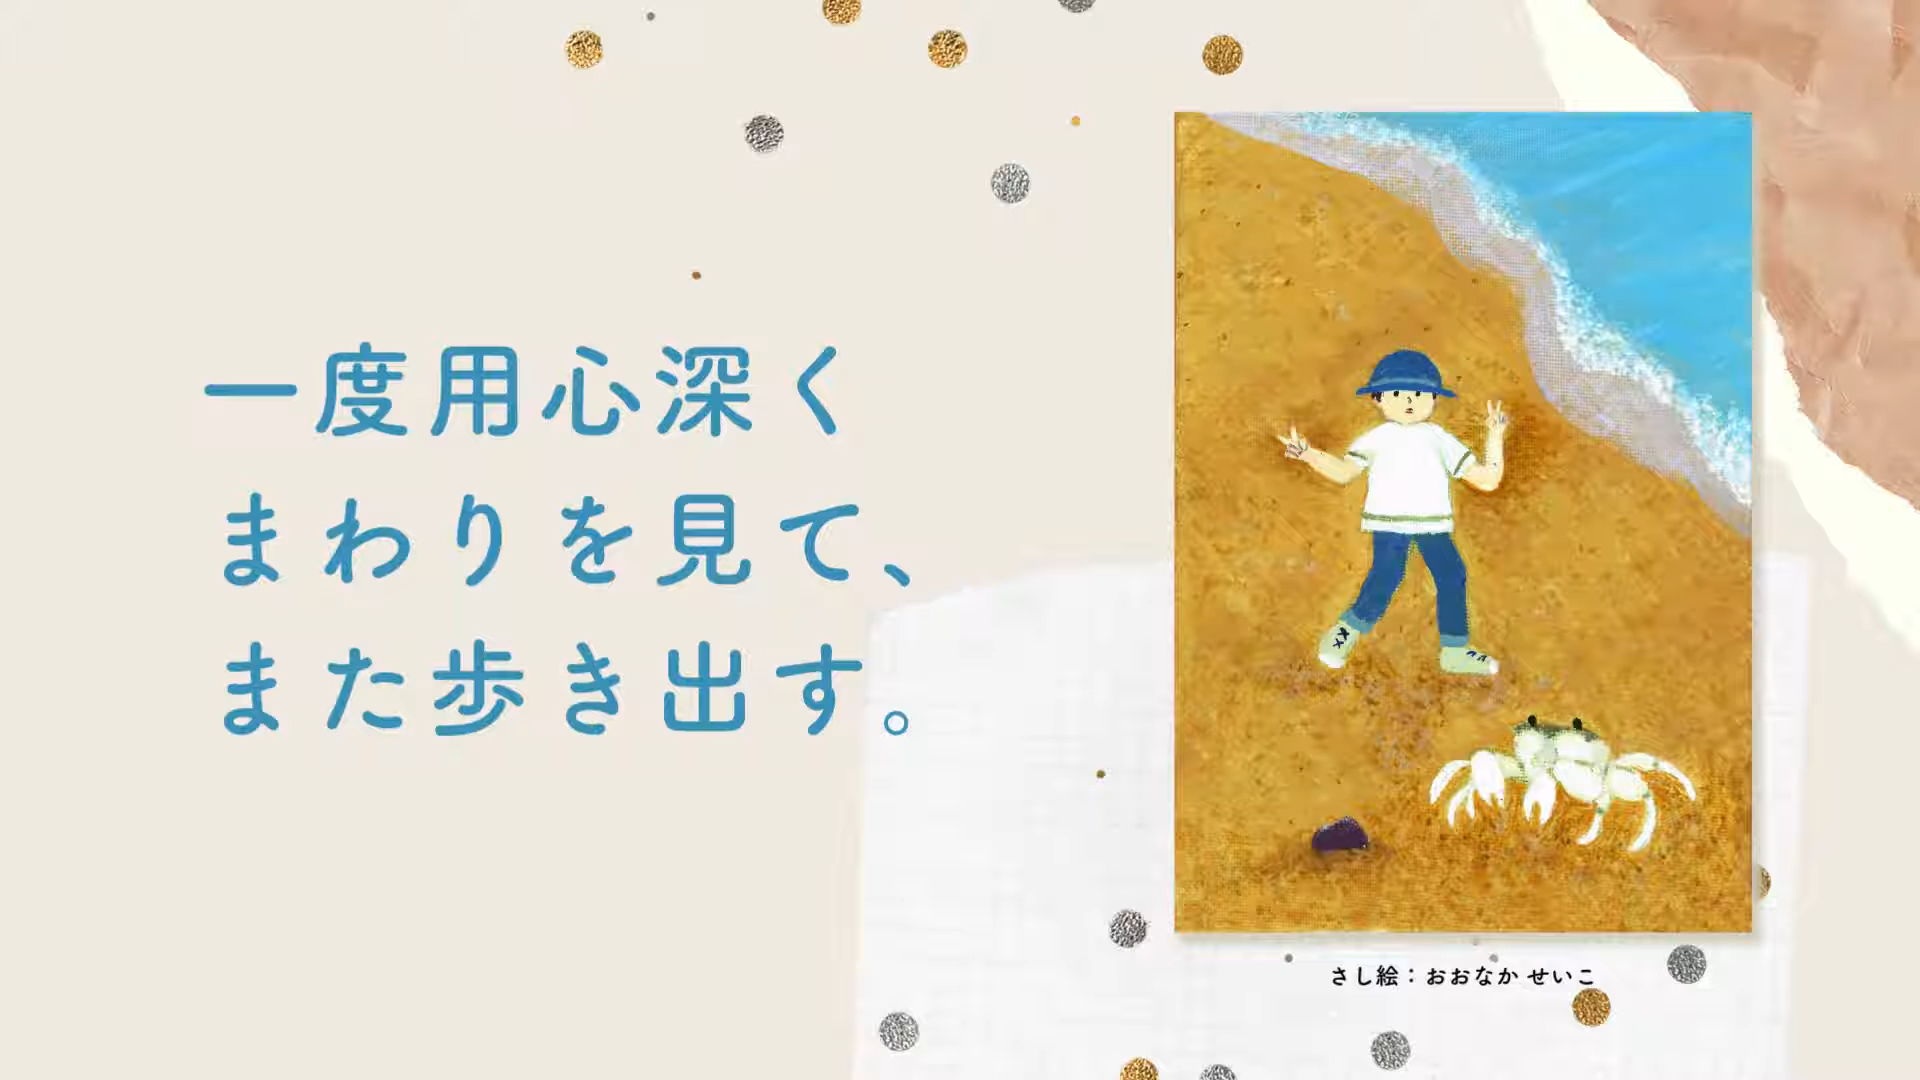 一度用心深く
まわりを見て、
また歩き出す。
さし絵：おおなか せいこ